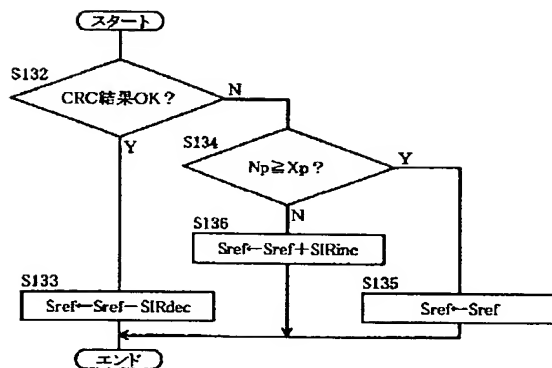 スタート
S132
CRC結果OK？
N
S134
Y
Np≧Xp？
Y
N
S136
Sref←Sref＋SIRinc
S133
Sref←Sref－SIRdec
S135
Sref←Sref
エンド